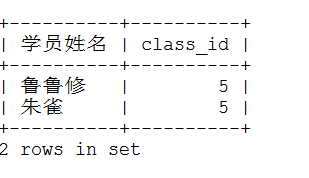 +----------+----------+
| 学员姓名 | class_id |
+----------+----------+
| 鲁鲁修   |        5 |
| 朱雀     |        5 |
+----------+----------+
2 rows in set